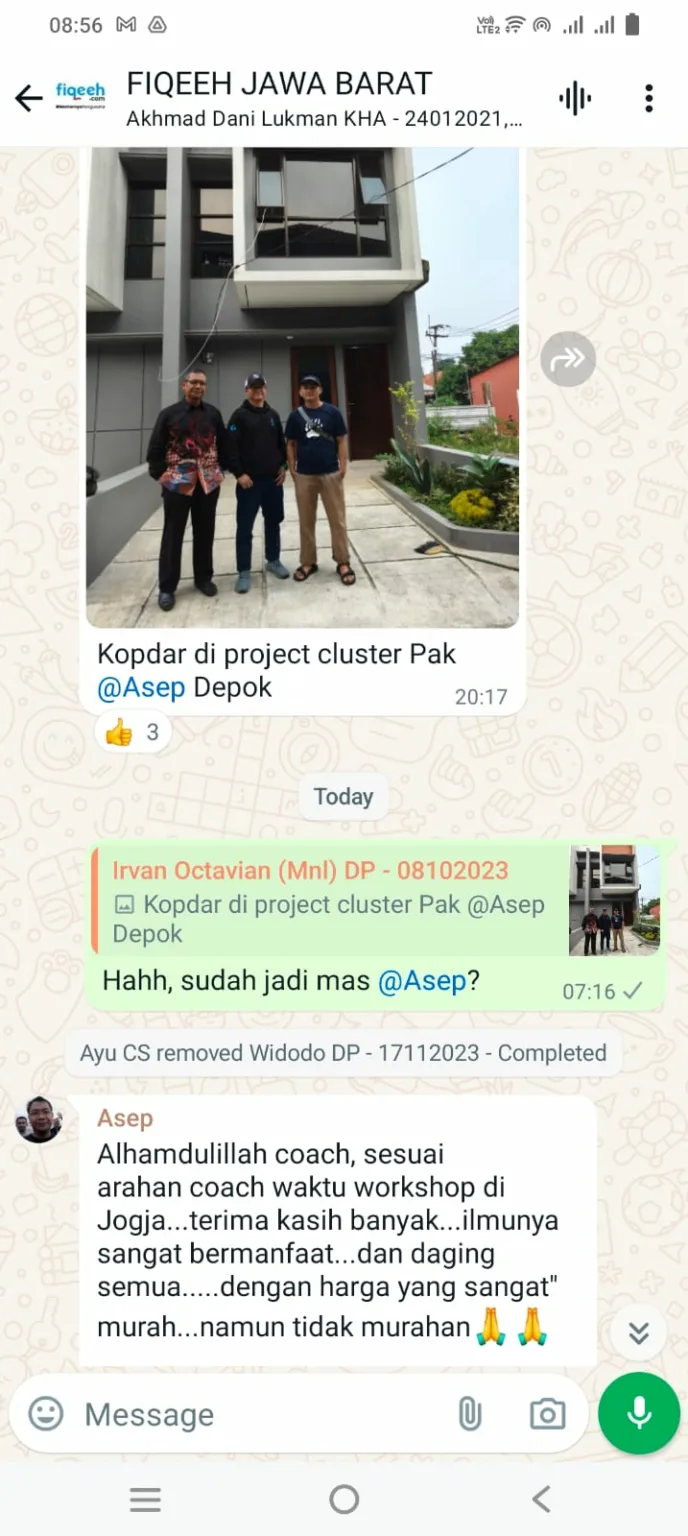 08:56
Vo)
LTE2
fiqeeh
.com
FIQEEH JAWA BARAT
Akhmad Dani Lukman KHA - 24012021,...
Kopdar di project cluster Pak
@Asep Depok
20:17
👍 3
Today
Irvan Octavian (Mnl) DP - 08102023
Kopdar di project cluster Pak @Asep
Depok
Hahh, sudah jadi mas @Asep?
07:16
Ayu CS removed Widodo DP - 17112023 - Completed
Asep
Alhamdulillah coach, sesuai
arahan coach waktu workshop di
Jogja...terima kasih banyak...ilmunya
sangat bermanfaat...dan daging
semua.....dengan harga yang sangat"
murah...namun tidak murahan🙏 🙏
Message